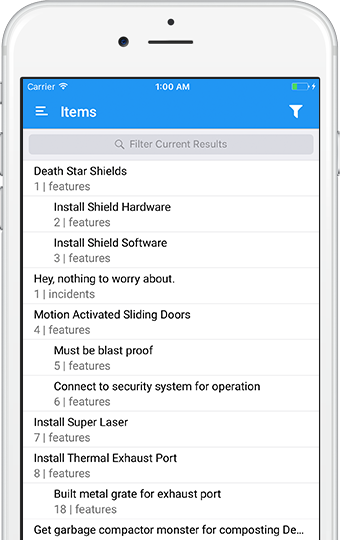 Carrier 1:00 AM
Items
Filter Current Results
Death Star Shields
1 | features
Install Shield Hardware
2 | features
Install Shield Software
3 | features
Hey, nothing to worry about.
1 | incidents
Motion Activated Sliding Doors
4 | features
Must be blast proof
5 | features
Connect to security system for operation
6 | features
Install Super Laser
7 | features
Install Thermal Exhaust Port
8 | features
Built metal grate for exhaust port
18 | features
Get garbage compactor monster for composting De...